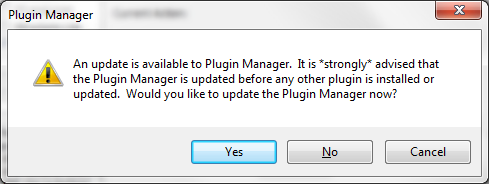 Plugin Manager
An update is available to Plugin Manager.  It is *strongly* advised that
the Plugin Manager is updated before any other plugin is installed or
updated.  Would you like to update the Plugin Manager now?
Yes No Cancel